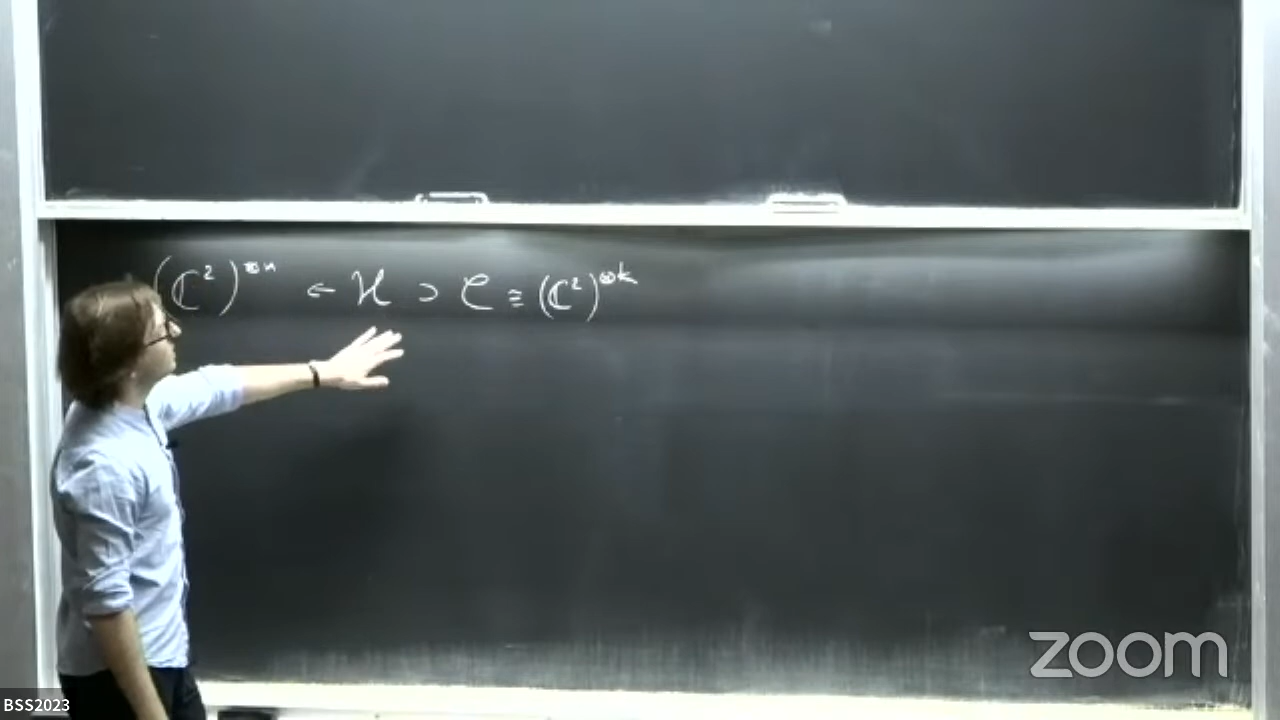 (ℂ²)^{⊗n} ← ℋ ⊃ 𝒞 ≅ (ℂ²)^{⊗k}
zoom
BSS2023